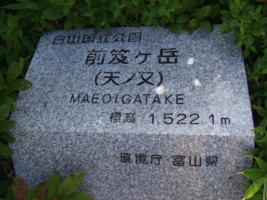 白山国立公園
前笈ヶ岳
(天ノ又)
MAEOIGATAKE
標高 1,522.1m
環境庁·富山県